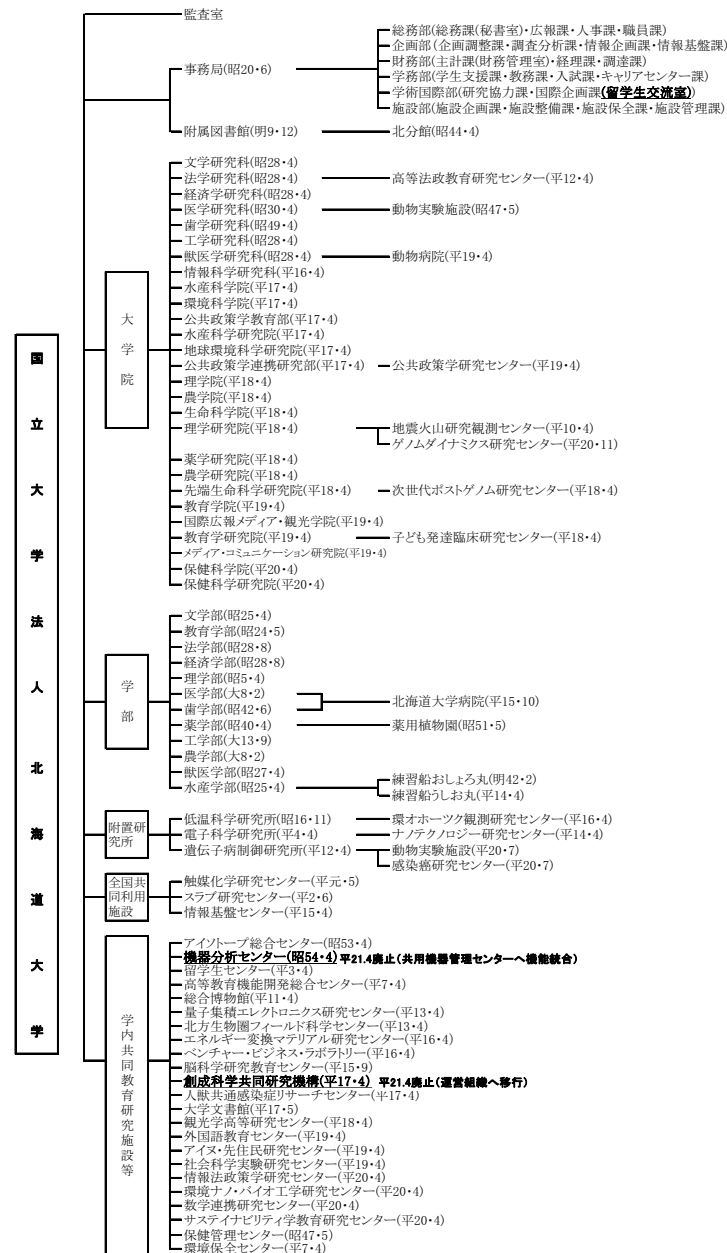 国立大学法人北海道大学
監査室
事務局(昭20・6)
総務部(総務課(秘書室)・広報課・人事課・職員課)
企画部(企画調整課・調査分析課・情報企画課・情報基盤課)
財務部(主計課(財務管理室)・経理課・調達課)
学務部(学生支援課・教務課・入試課・キャリアセンター課)
学術国際部(研究協力課・国際企画課(留学生交流室))
施設部(施設企画課・施設整備課・施設保全課・施設管理課)
附属図書館(明9・12)
北分館(昭44・4)
大学院
文学研究科(昭28・4)
法学研究科(昭28・4)
高等法政教育研究センター(平12・4)
経済学研究科(昭28・4)
医学研究科(昭30・4)
動物実験施設(昭47・5)
歯学研究科(昭49・4)
工学研究科(昭28・4)
獣医学研究科(昭28・4)
動物病院(平19・4)
情報科学研究科(平16・4)
水産科学院(平17・4)
環境科学院(平17・4)
公共政策学教育部(平17・4)
水産科学研究院(平17・4)
地球環境科学研究院(平17・4)
公共政策学連携研究部(平17・4)
公共政策学研究センター(平19・4)
理学院(平18・4)
農学院(平18・4)
生命科学院(平18・4)
理学研究院(平18・4)
地震火山研究観測センター(平10・4)
ゲノムダイナミクス研究センター(平20・11)
薬学研究院(平18・4)
農学研究院(平18・4)
先端生命科学研究院(平18・4)
次世代ポストゲノム研究センター(平18・4)
教育学院(平19・4)
国際広報メディア・観光学院(平19・4)
教育学研究院(平19・4)
子ども発達臨床研究センター(平18・4)
メディア・コミュニケーション研究院(平19・4)
保健科学院(平20・4)
保健科学研究院(平20・4)
学部
文学部(昭25・4)
教育学部(昭24・5)
法学部(昭28・8)
経済学部(昭28・8)
理学部(昭5・4)
医学部(大8・2)
歯学部(昭42・6)
北海道大学病院(平15・10)
薬学部(昭40・4)
薬用植物園(昭51・5)
工学部(大13・9)
農学部(大8・2)
獣医学部(昭27・4)
水産学部(昭25・4)
練習船おしょろ丸(明42・2)
練習船うしお丸(平14・4)
附置研究所
低温科学研究所(昭16・11)
環オホーツク観測研究センター(平16・4)
電子科学研究所(平4・4)
ナノテクノロジー研究センター(平14・4)
遺伝子病制御研究所(平12・4)
動物実験施設(平20・7)
感染癌研究センター(平20・7)
全国共同利用施設
触媒化学研究センター(平元・5)
スラブ研究センター(平2・6)
情報基盤センター(平15・4)
学内共同教育研究施設等
アイソトープ総合センター(昭53・4)
機器分析センター(昭54・4) 平21.4廃止(共用機器管理センターへ機能統合)
留学生センター(平3・4)
高等教育機能開発総合センター(平7・4)
総合博物館(平11・4)
量子集積エレクトロニクス研究センター(平13・4)
北方生物圏フィールド科学センター(平13・4)
エネルギー変換マテリアル研究センター(平16・4)
ベンチャー・ビジネス・ラボラトリー(平16・4)
脳科学研究教育センター(平15・9)
創成科学共同研究機構(平17・4) 平21.4廃止(運営組織へ移行)
人獣共通感染症リサーチセンター(平17・4)
大学文書館(平17・5)
観光学高等研究センター(平18・4)
外国語教育センター(平19・4)
アイヌ・先住民研究センター(平19・4)
社会科学実験研究センター(平19・4)
情報法政策学研究センター(平20・4)
環境ナノ・バイオ工学研究センター(平20・4)
数学連携研究センター(平20・4)
サステイナビリティ学教育研究センター(平20・4)
保健管理センター(昭47・5)
環境保全センター(平7・4)